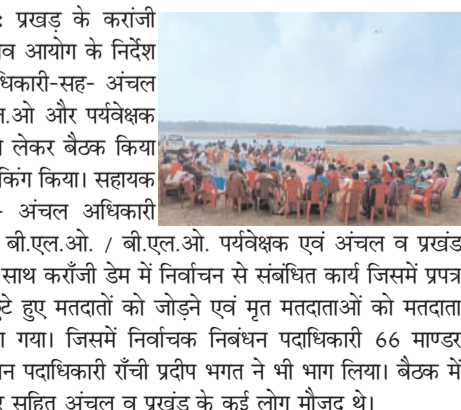 : प्रखड़ के करांजी
व आयोग के निर्देश
धिकारी-सह- अंचल
न.ओ और पर्यवेक्षक
लेकर बैठक किया
किंग किया। सहायक
- अंचल अधिकारी
बी.एल.ओ. / बी.एल.ओ. पर्यवेक्षक एवं अंचल व प्रखंड
साथ कराँजी डेम में निर्वाचन से संबंधित कार्य जिसमें प्रपत्र
टे हुए मतदातों को जोड़ने एवं मृत मतदाताओं को मतदाता
गया। जिसमें निर्वाचक निबंधन पदाधिकारी 66 माण्डर
न पदाधिकारी राँची प्रदीप भगत ने भी भाग लिया। बैठक में
सहित अंचल व प्रखंड के कई लोग मौजूद थे।